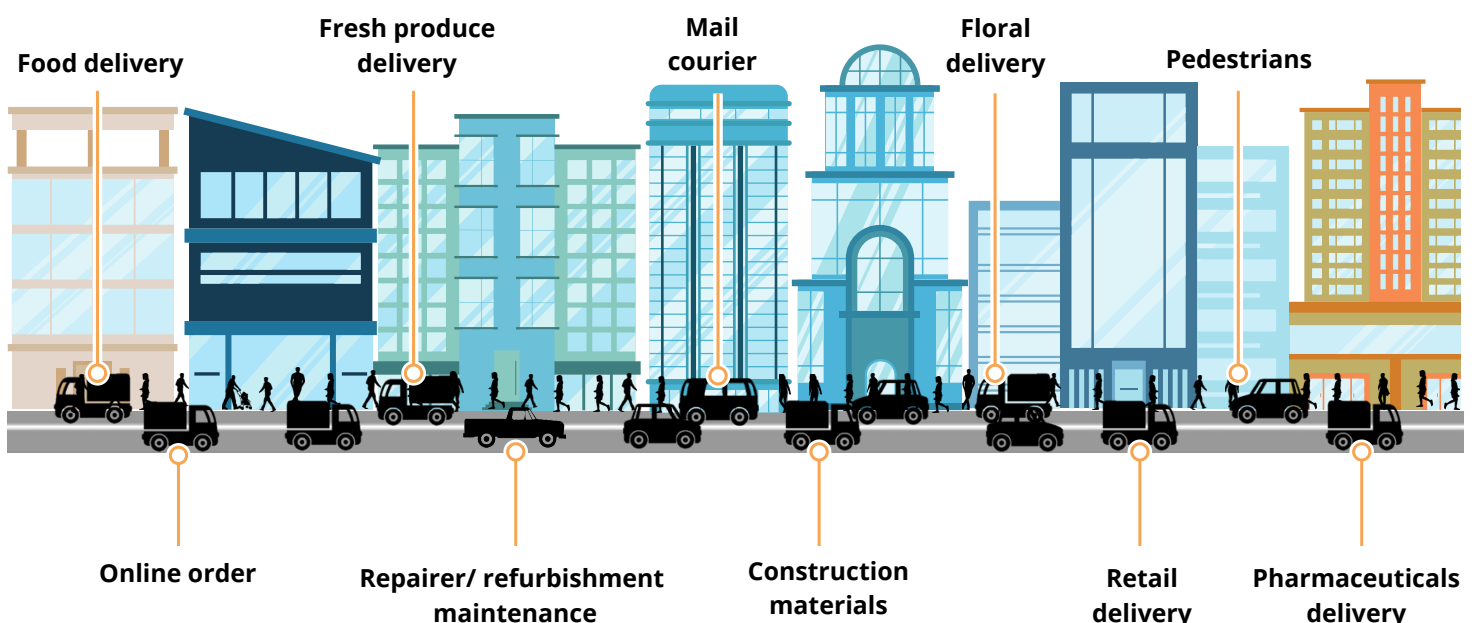 Food delivery
Fresh produce
delivery
Mail
courier
Floral
delivery
Pedestrians
Online order
Repairer/ refurbishment
maintenance
Construction
materials
Retail
delivery
Pharmaceuticals
delivery